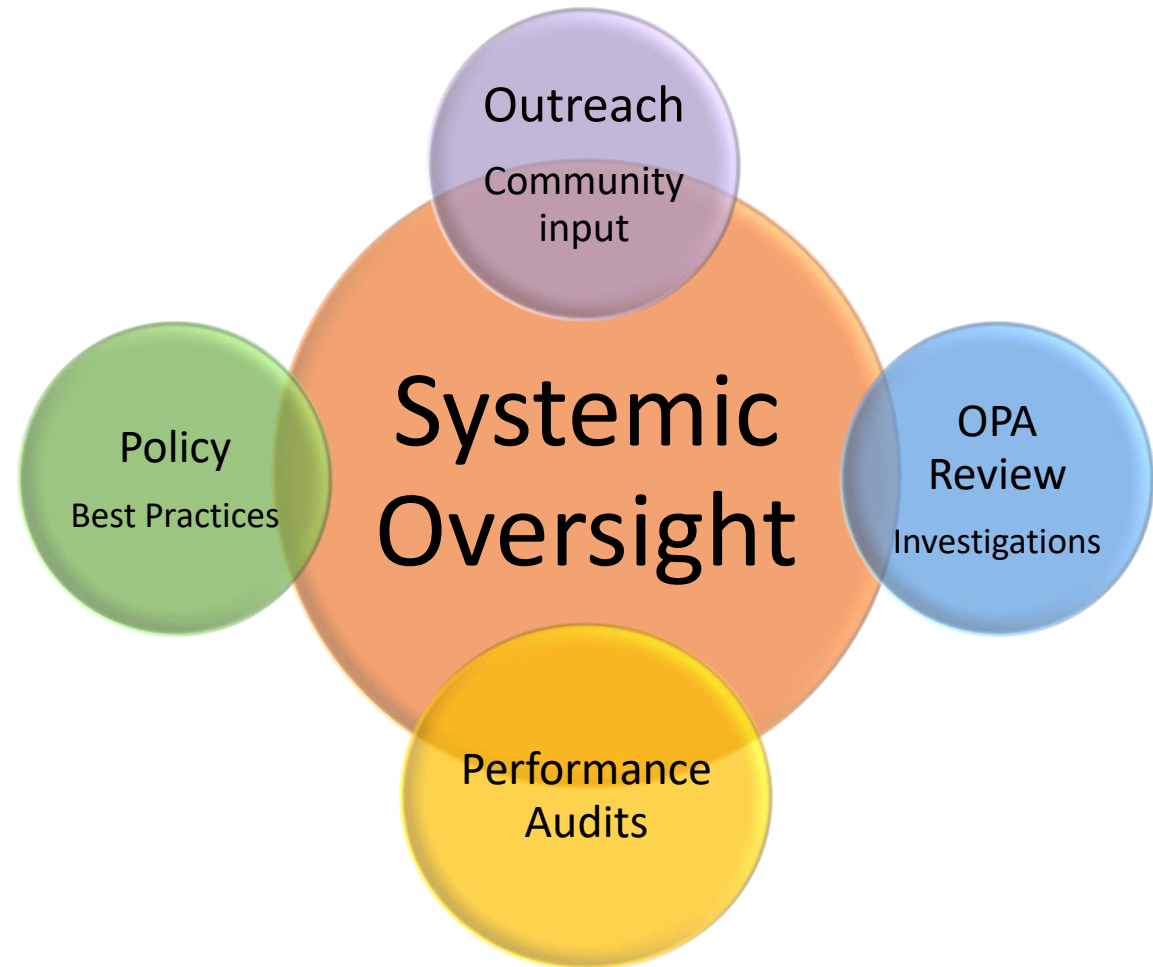 Outreach
Community
input
Policy
Best Practices
Systemic
Oversight
OPA
Review
Investigations
Performance
Audits